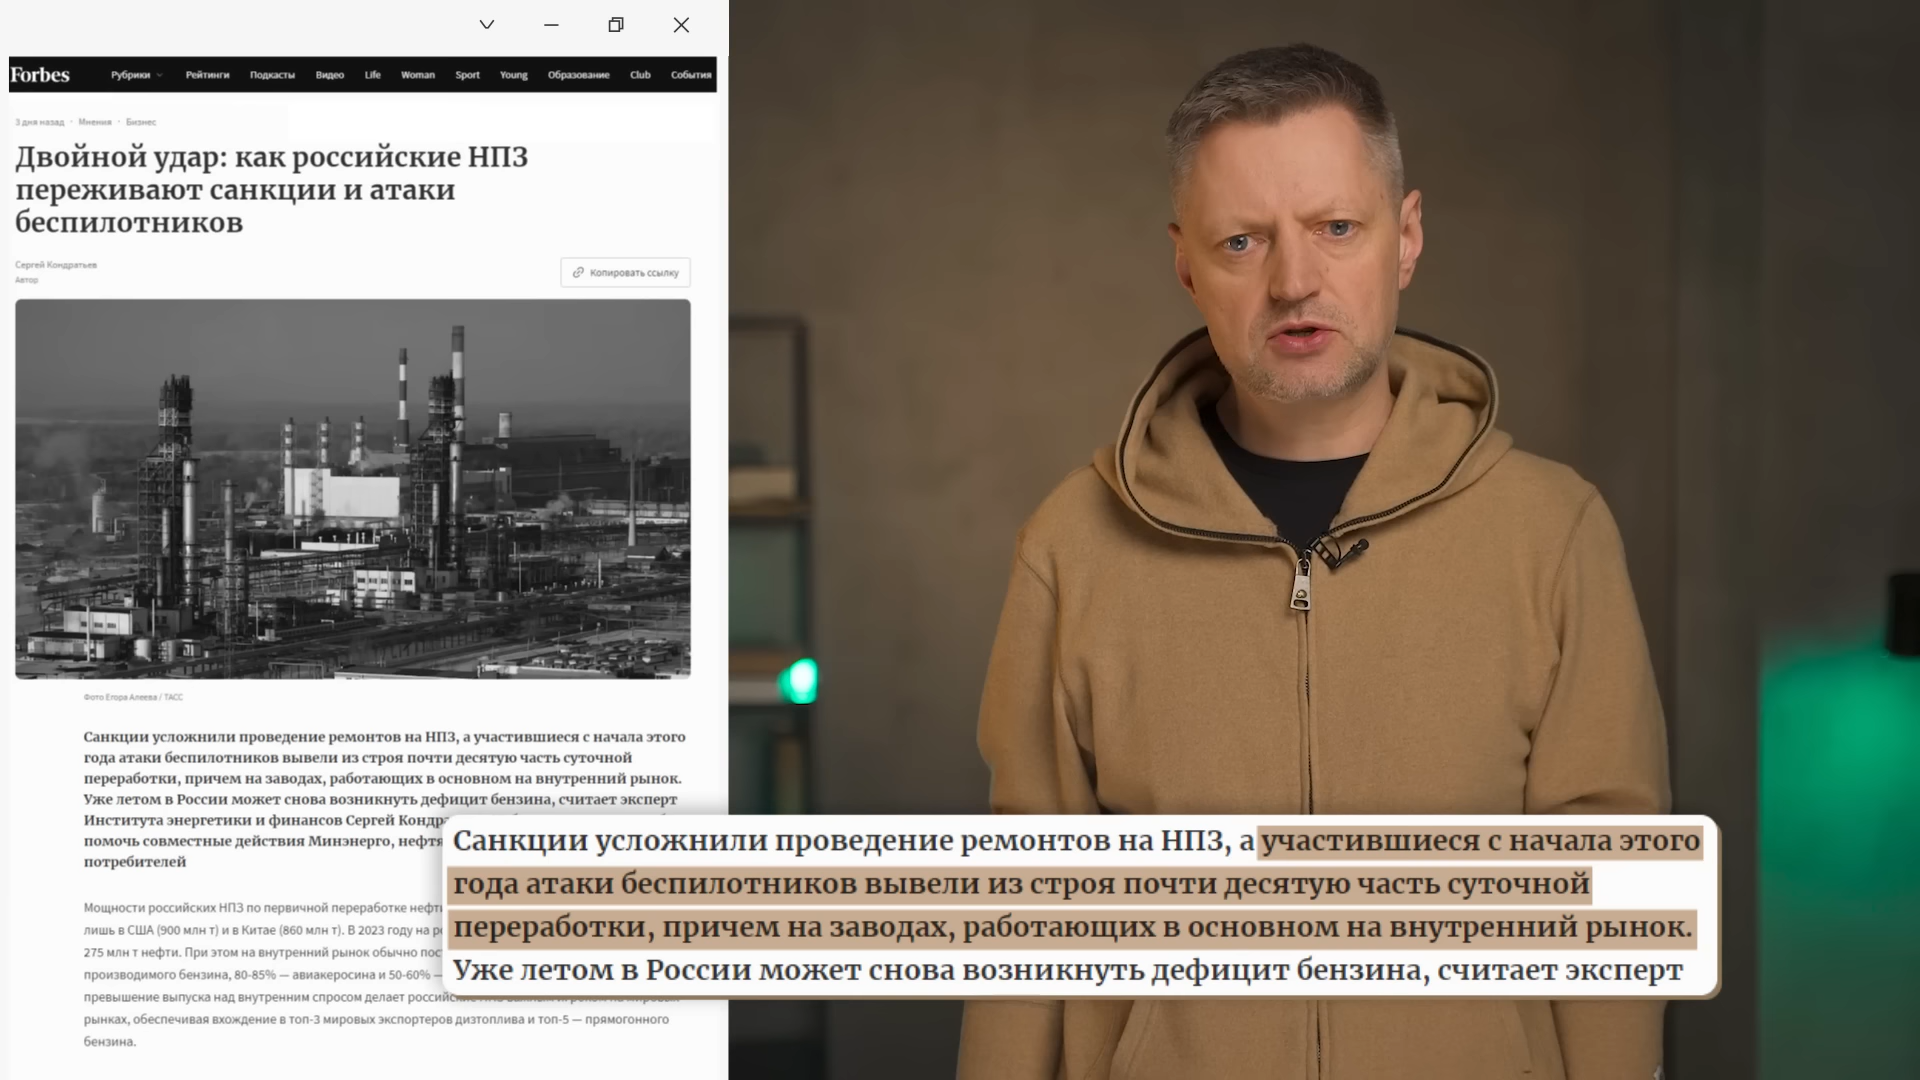 Forbes Рубрики Рейтинги Подкасты Видео Life Woman Sport Young Образование Club События
3 дня назад · Мнения · Бизнес
Двойной удар: как российские НПЗ
переживают санкции и атаки
беспилотников
Сергей Кондратьев
Автор
Копировать ссылку
Фото Егора Алеева / ТАСС
Санкции усложнили проведение ремонтов на НПЗ, а участившиеся с начала этого
года атаки беспилотников вывели из строя почти десятую часть суточной
переработки, причем на заводах, работающих в основном на внутренний рынок.
Уже летом в России может снова возникнуть дефицит бензина, считает эксперт
Института энергетики и финансов Сергей
помочь совместные действия Минэнерго,
потребителей
Мощности российских НПЗ по первичной переработке
лишь в США (900 млн т) и в Китае (860 млн т). В 2023 году на
275 млн т нефти. При этом на внутренний рынок обычно
производимого бензина, 80-85% — авиакеросина и 50-60% —
превышение выпуска над внутренним спросом делает
рынках, обеспечивая вхождение в топ-3 мировых экспортеров дизтоплива и топ-5 — прямогонного
бензина.
Санкции усложнили проведение ремонтов на НПЗ, а участившиеся с начала этого
года атаки беспилотников вывели из строя почти десятую часть суточной
переработки, причем на заводах, работающих в основном на внутренний рынок.
Уже летом в России может снова возникнуть дефицит бензина, считает эксперт